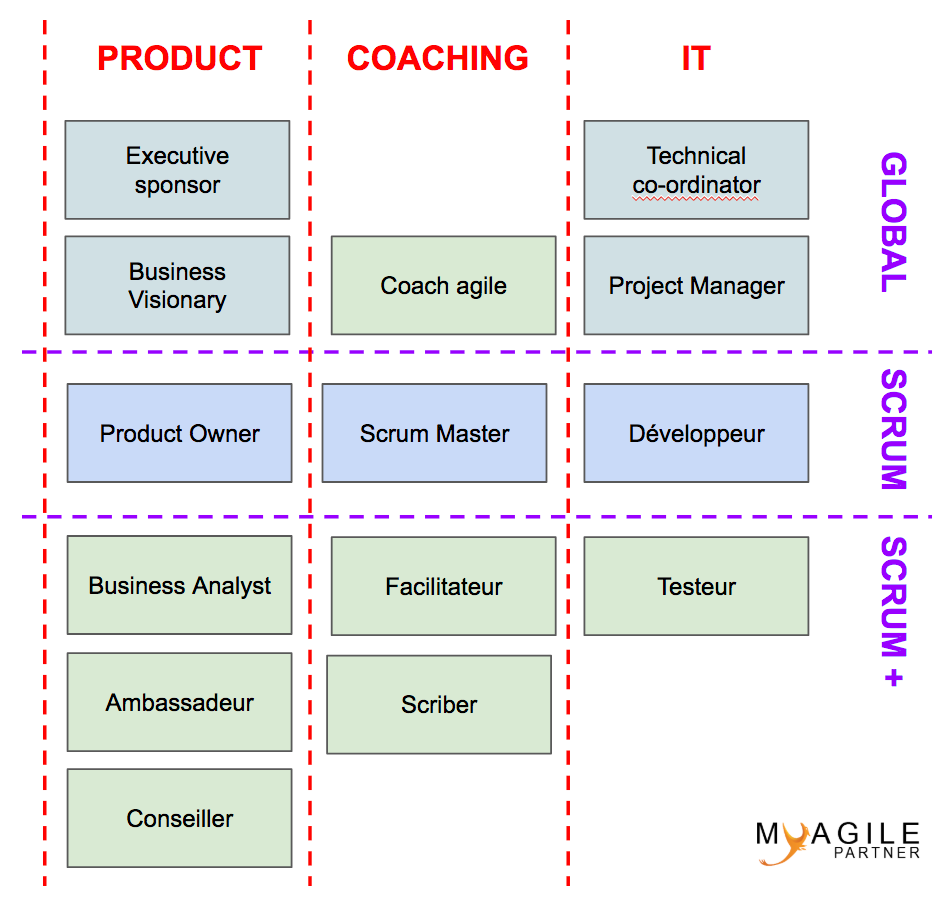 PRODUCT
COACHING
IT
Executive
sponsor
Technical
co-ordinator
GLOBAL
Business
Visionary
Coach agile
Project Manager
Product Owner
Scrum Master
Développeur
SCRUM
Business Analyst
Facilitateur
Testeur
SCRUM +
Ambassadeur
Scriber
Conseiller
MYAGILE
PARTNER